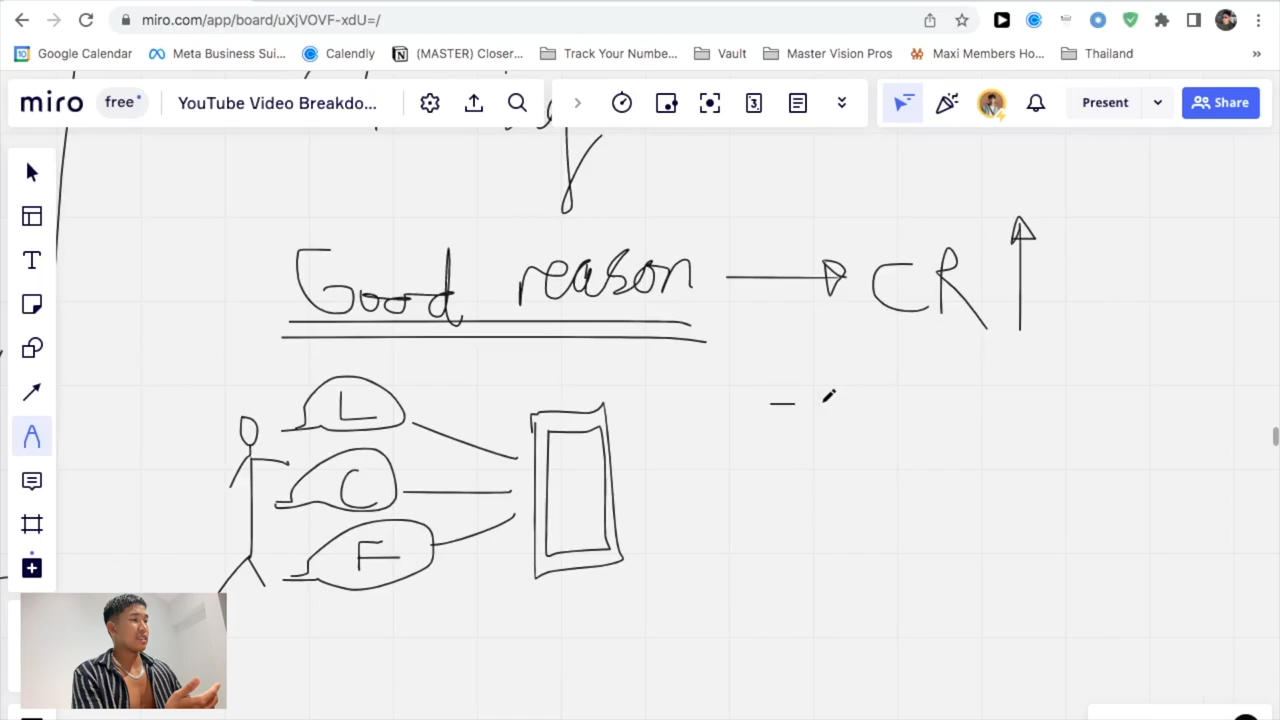 miro.com/app/board/uXjVOVF-xdU=/
Google Calendar
Meta Business Sui...
Calendly
(MASTER) Closer...
Track Your Numbe...
Vault
Master Vision Pros
Maxi Members Ho...
Thailand
»
miro
free
YouTube Video Breakdo...
Present
Share
Good reason
CR
L
C
F